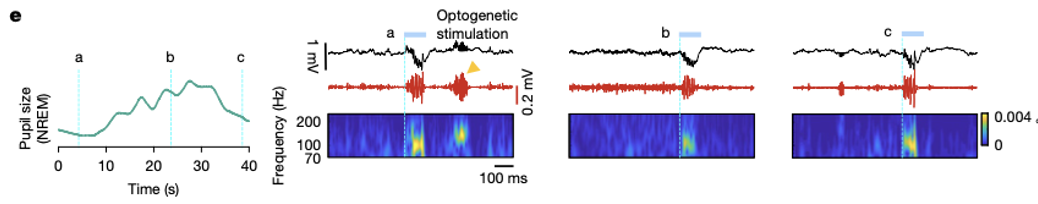 e
a
b
c
Pupil size
(NREM)
0
10
20
30
40
Time (s)
a
Optogenetic
stimulation
1 mV
0.2 mV
Frequency (Hz)
200
100
70
100 ms
b
c
0.004
0